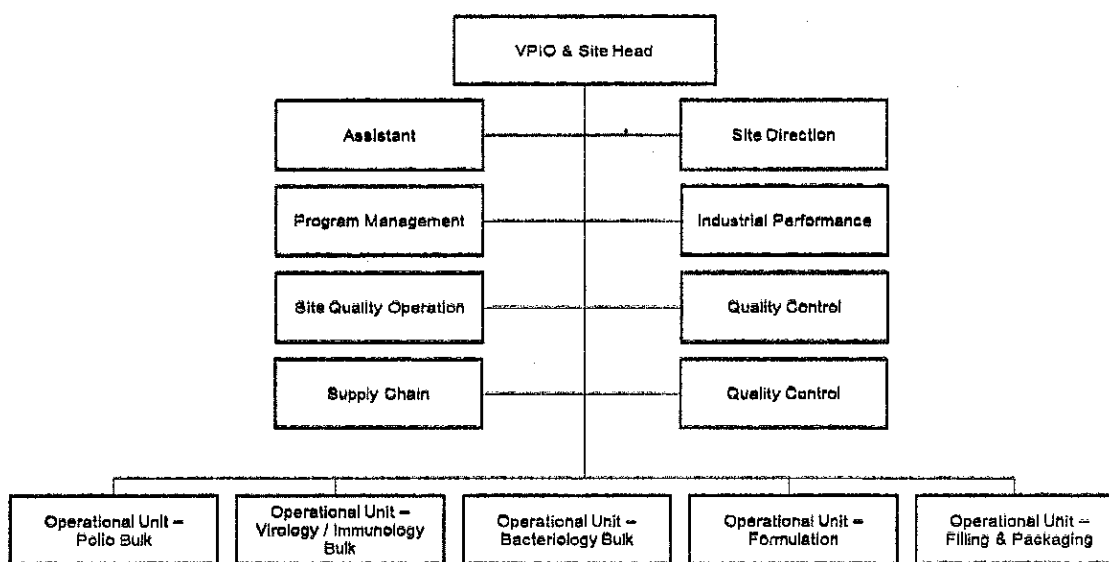 VPIO & Site Head
Assistant
Site Direction
Program Management
Industrial Performance
Site Quality Operation
Quality Control
Supply Chain
Quality Control
Operational Unit –
Polio Bulk
Operational Unit –
Virology / Immunology
Bulk
Operational Unit –
Bacteriology Bulk
Operational Unit –
Formulation
Operational Unit –
Filling & Packaging